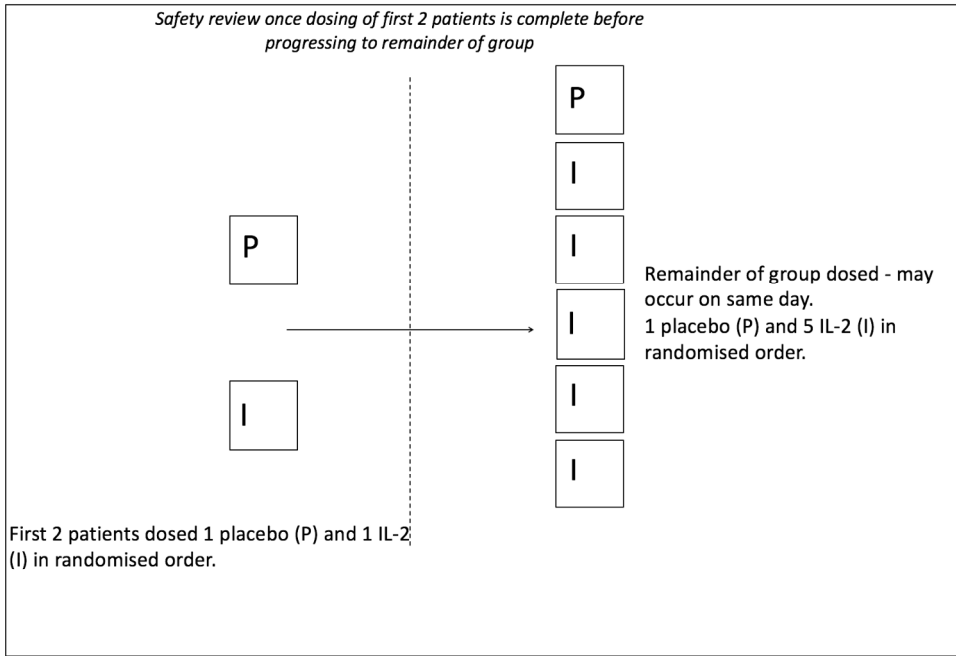 Safety review once dosing of first 2 patients is complete before
progressing to remainder of group
P
I
First 2 patients dosed 1 placebo (P) and 1 IL-2
(I) in randomised order.
P
I
I
I
I
I
Remainder of group dosed - may
occur on same day.
1 placebo (P) and 5 IL-2 (I) in
randomised order.